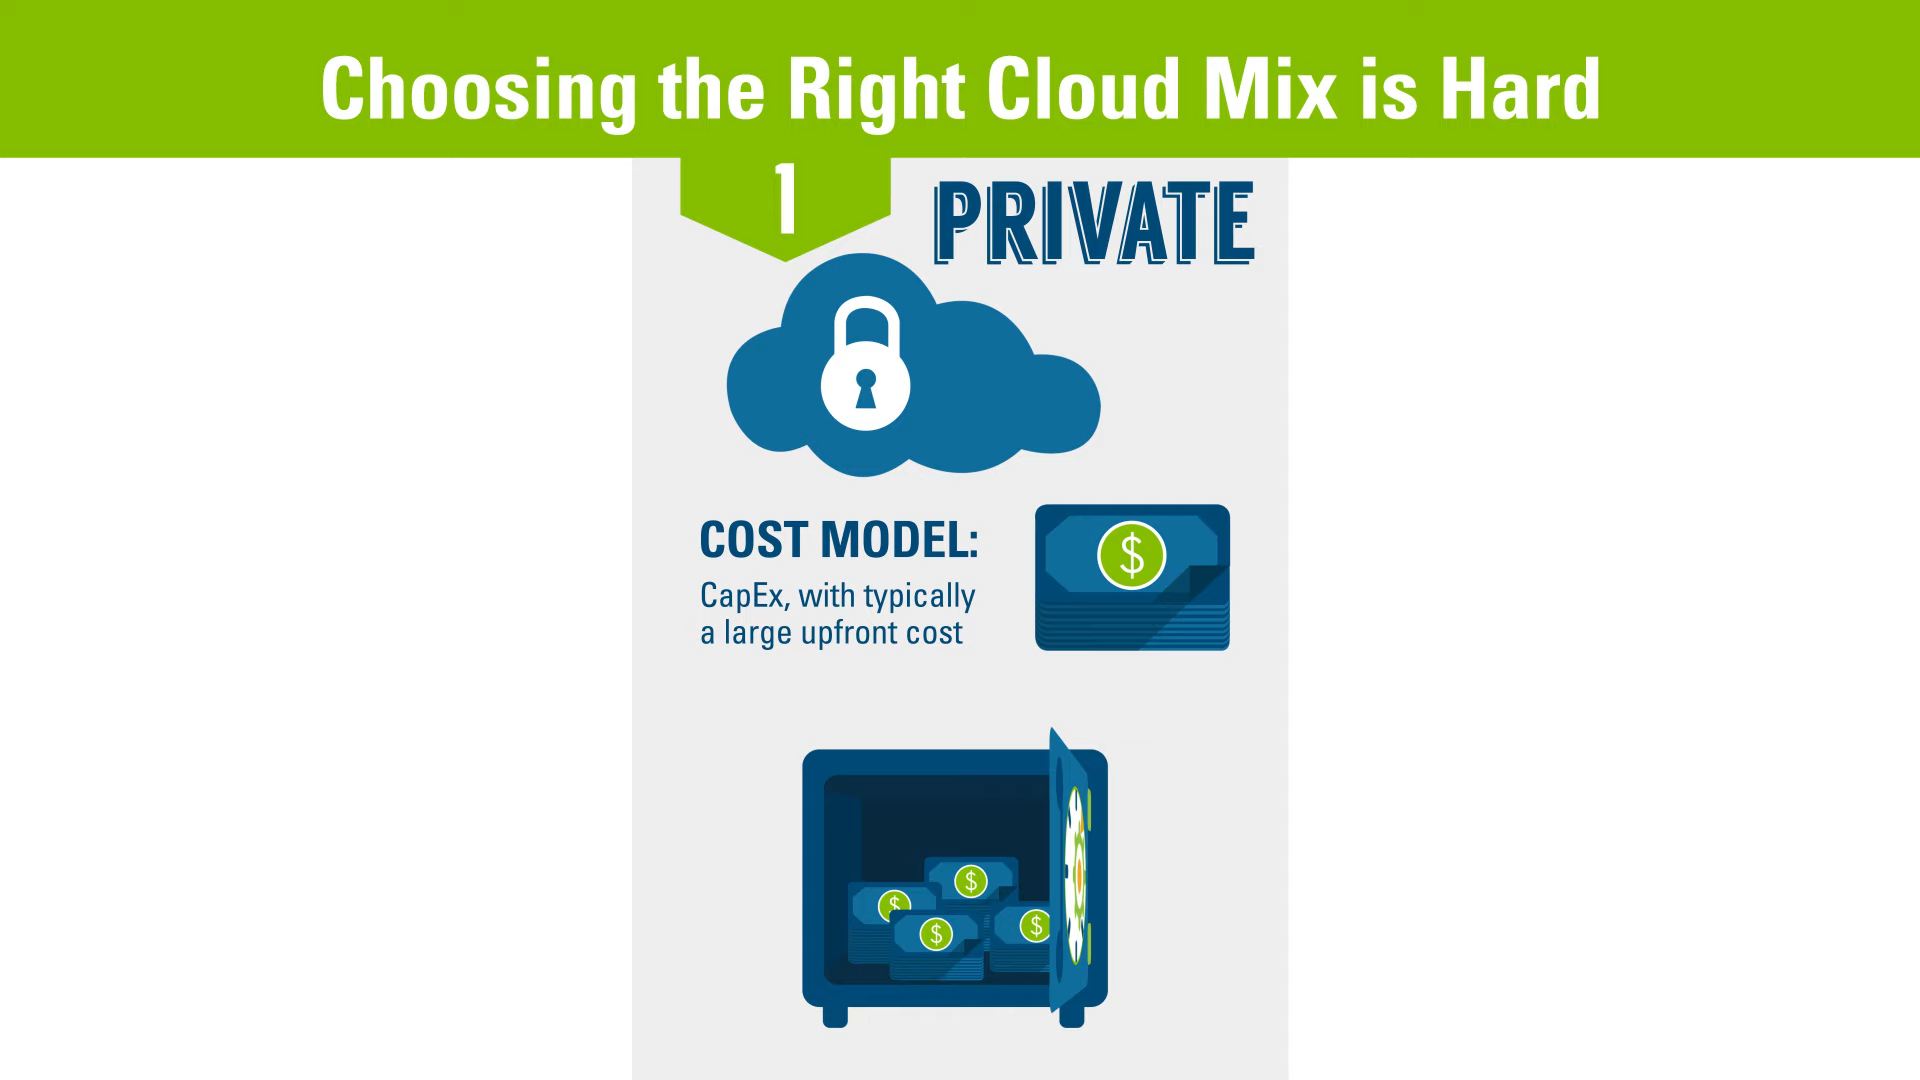 Choosing the Right Cloud Mix is Hard
1
PRIVATE
COST MODEL:
CapEx, with typically
a large upfront cost
$
$
$
$
$